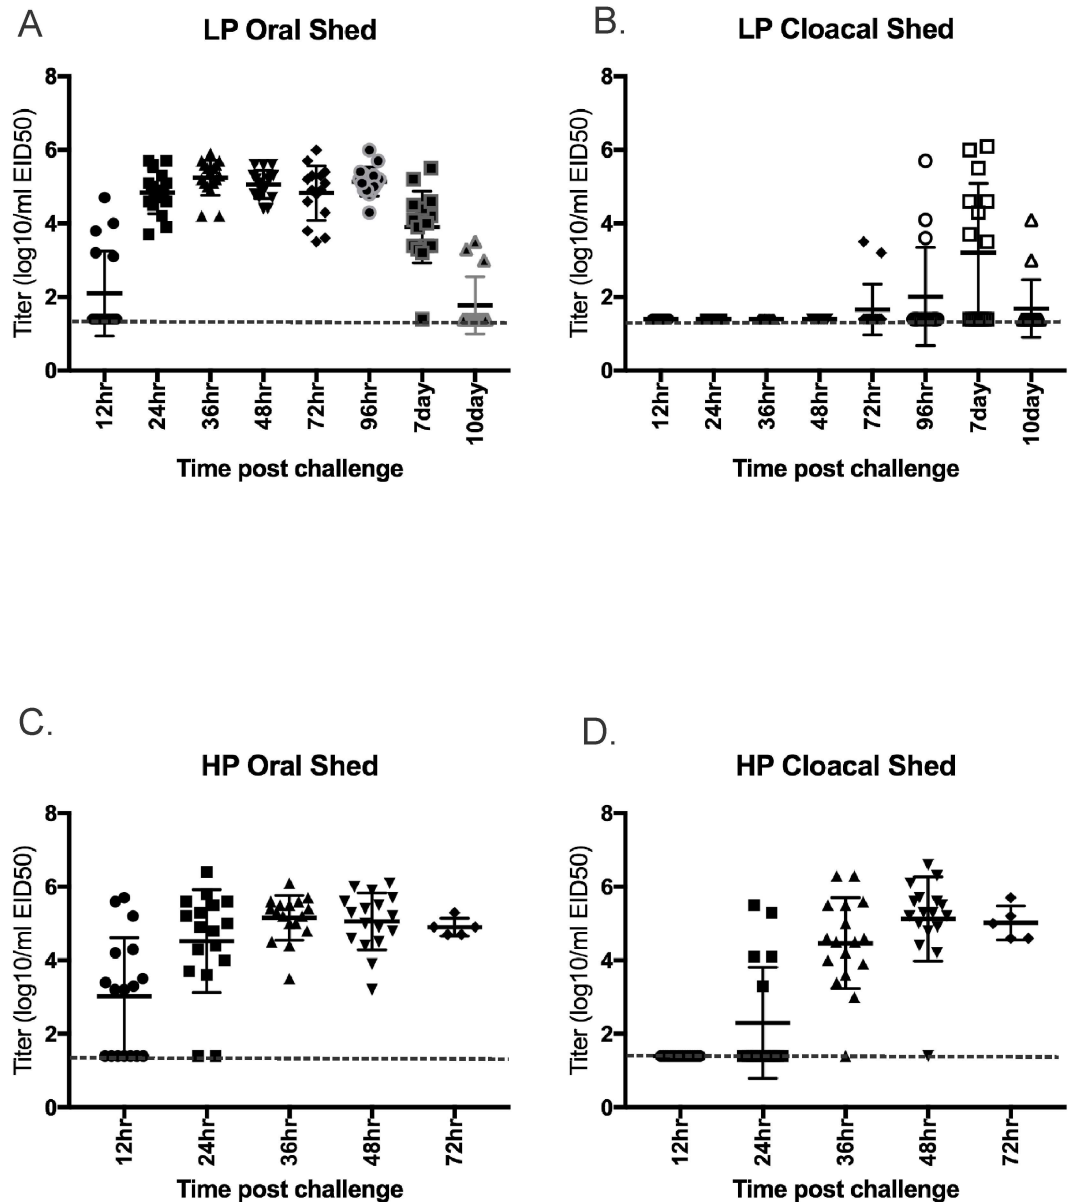 A
LP Oral Shed
Titer (log10/ml EID50)
8
6
4
2
0
12hr
24hr
36hr
48hr
72hr
96hr
7day
10day
Time post challenge
B.
LP Cloacal Shed
Titer (log10/ml EID50)
8
6
4
2
0
12hr
24hr
36hr
48hr
72hr
96hr
7day
10day
Time post challenge
C.
HP Oral Shed
Titer (log10/ml EID50)
8
6
4
2
0
12hr
24hr
36hr
48hr
72hr
Time post challenge
D.
HP Cloacal Shed
Titer (log10/ml EID50)
8
6
4
2
0
12hr
24hr
36hr
48hr
72hr
Time post challenge